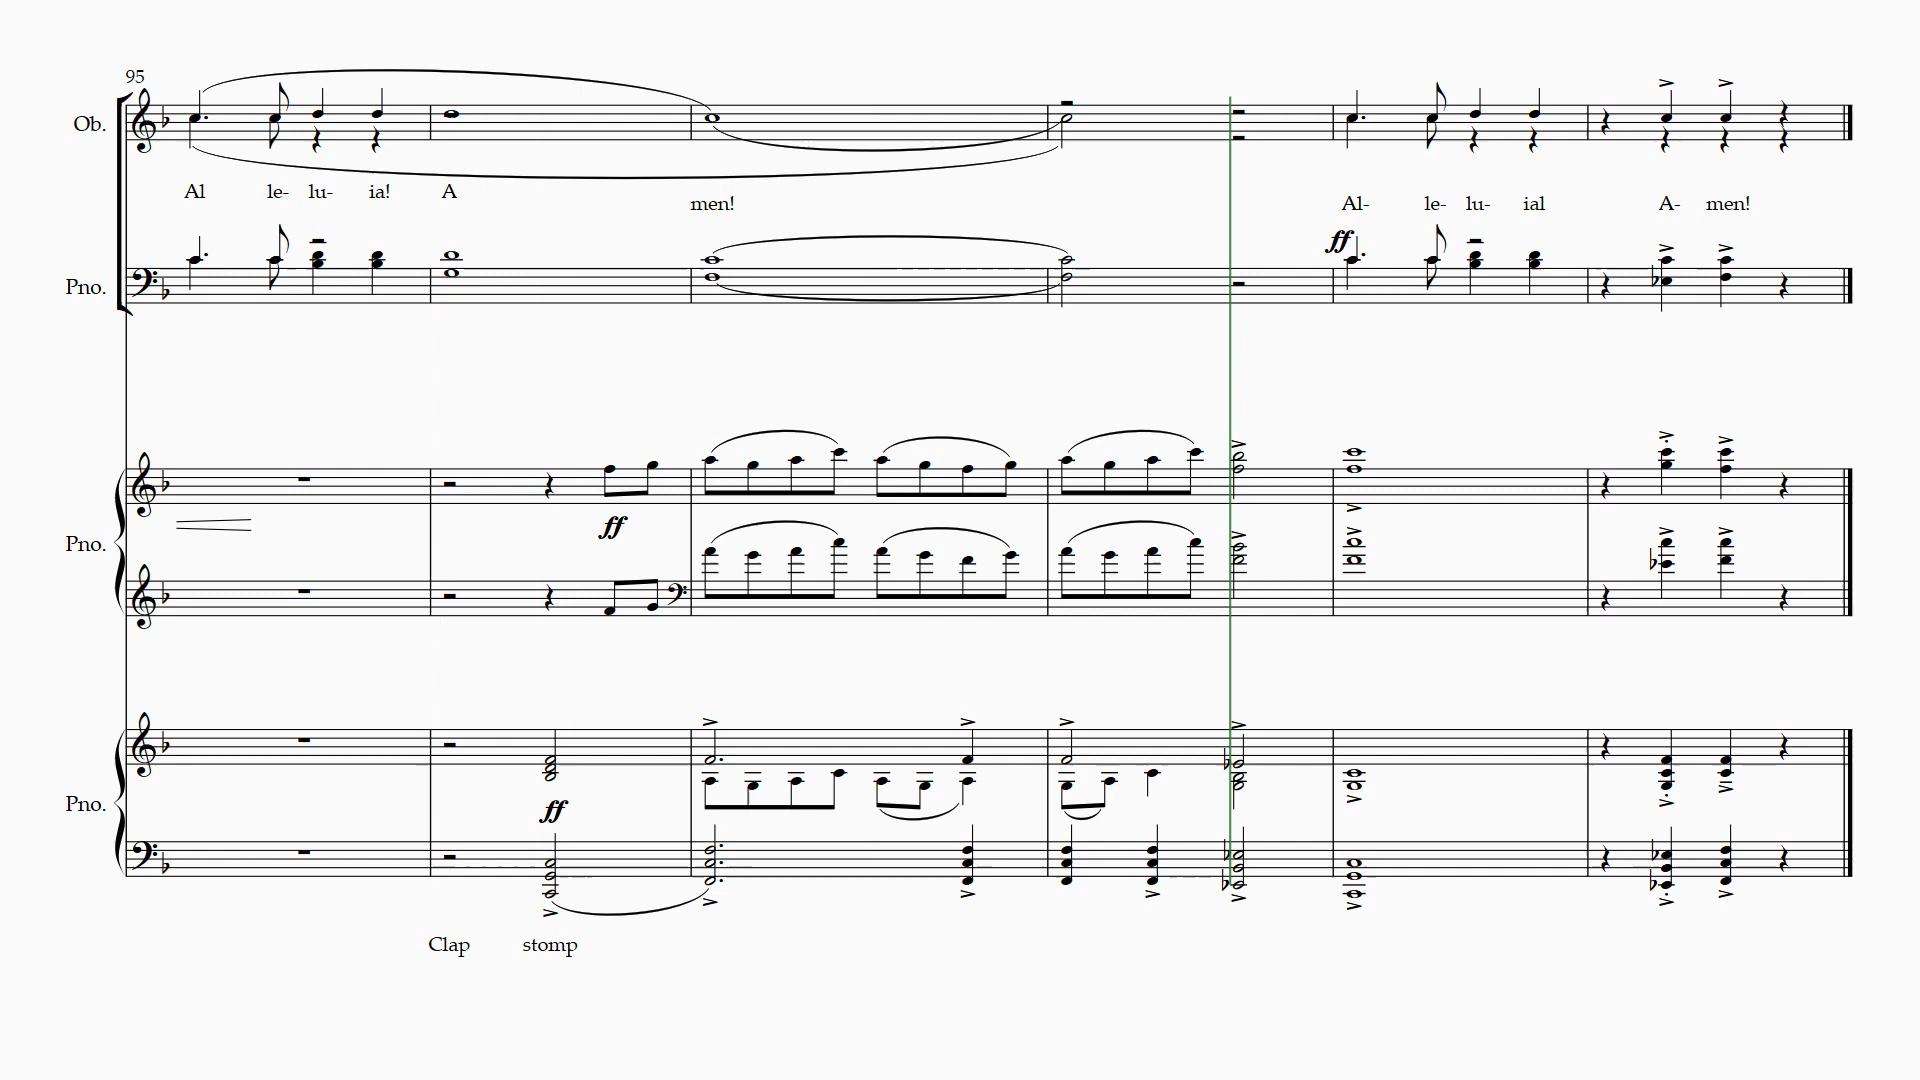 95
Ob.
Al le- lu- ia! A
men! Al- le- lu- ial A- men!
ff
Pno.
ff
Pno.
ff
Pno.
Clap stomp